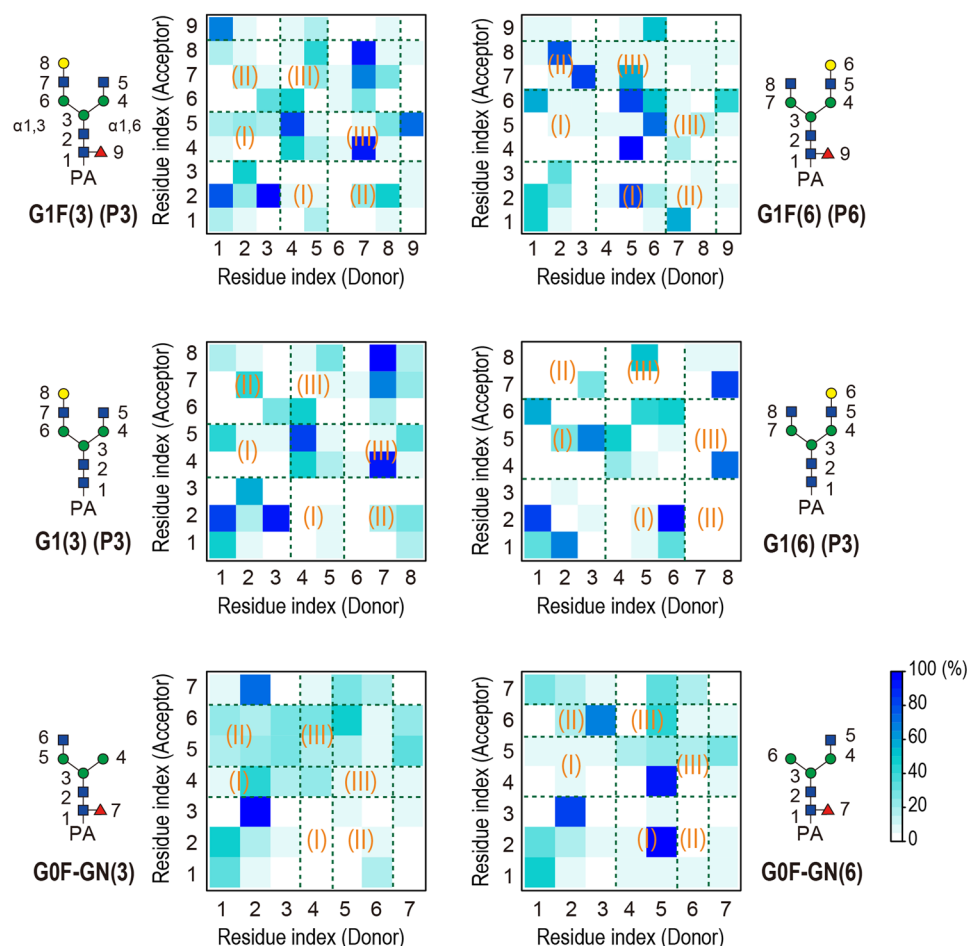 8
7 5
6 4
α1,3 3 α1,6
2
1 9
PA
G1F(3) (P3)
Residue index (Acceptor)
9
8
7
6
5
4
3
2
1
(II) (III)
(I) (III)
(I) (II)
1 2 3 4 5 6 7 8 9
Residue index (Donor)
Residue index (Acceptor)
9
8
7
6
5
4
3
2
1
(II) (III)
(I) (III)
(I) (II)
1 2 3 4 5 6 7 8 9
Residue index (Donor)
6
8 5
7 4
3
2
1 9
PA
G1F(6) (P6)
8
7 5
6 4
3
2
1
PA
G1(3) (P3)
Residue index (Acceptor)
8
7
6
5
4
3
2
1
(II) (III)
(I) (III)
(I) (II)
1 2 3 4 5 6 7 8
Residue index (Donor)
Residue index (Acceptor)
8
7
6
5
4
3
2
1
(II) (III)
(I) (III)
(I) (II)
1 2 3 4 5 6 7 8
Residue index (Donor)
6
8 5
7 4
3
2
1
PA
G1(6) (P3)
6
5 4
3
2
1 7
PA
G0F-GN(3)
Residue index (Acceptor)
7
6
5
4
3
2
1
(II) (III)
(I) (III)
(I) (II)
1 2 3 4 5 6 7
Residue index (Donor)
Residue index (Acceptor)
7
6
5
4
3
2
1
(II) (III)
(I) (III)
(I) (II)
1 2 3 4 5 6 7
Residue index (Donor)
100 (%)
80
60
40
20
0
5
6 4
3
2
1 7
PA
G0F-GN(6)